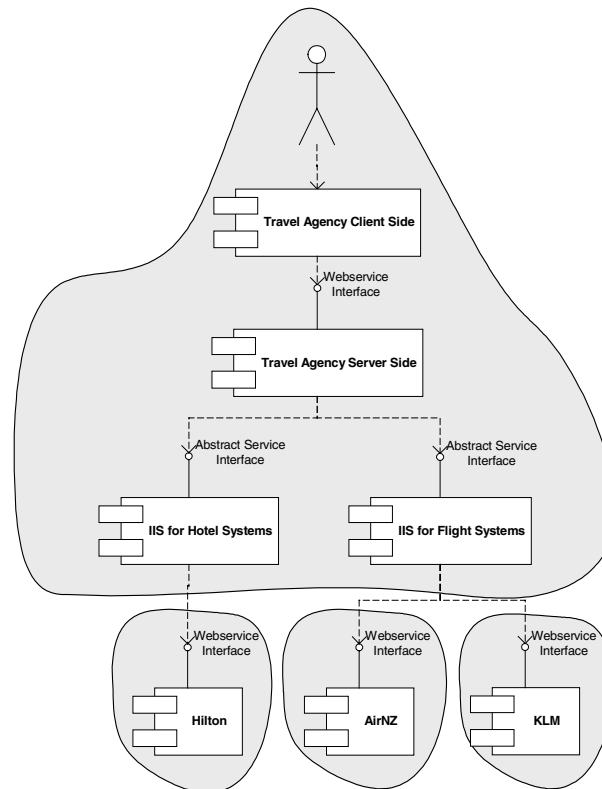 Travel Agency Client Side
Webservice
Interface
Travel Agency Server Side
Abstract Service
Interface
Abstract Service
Interface
IIS for Hotel Systems
IIS for Flight Systems
Webservice
Interface
Webservice
Interface
Webservice
Interface
Hilton
AirNZ
KLM